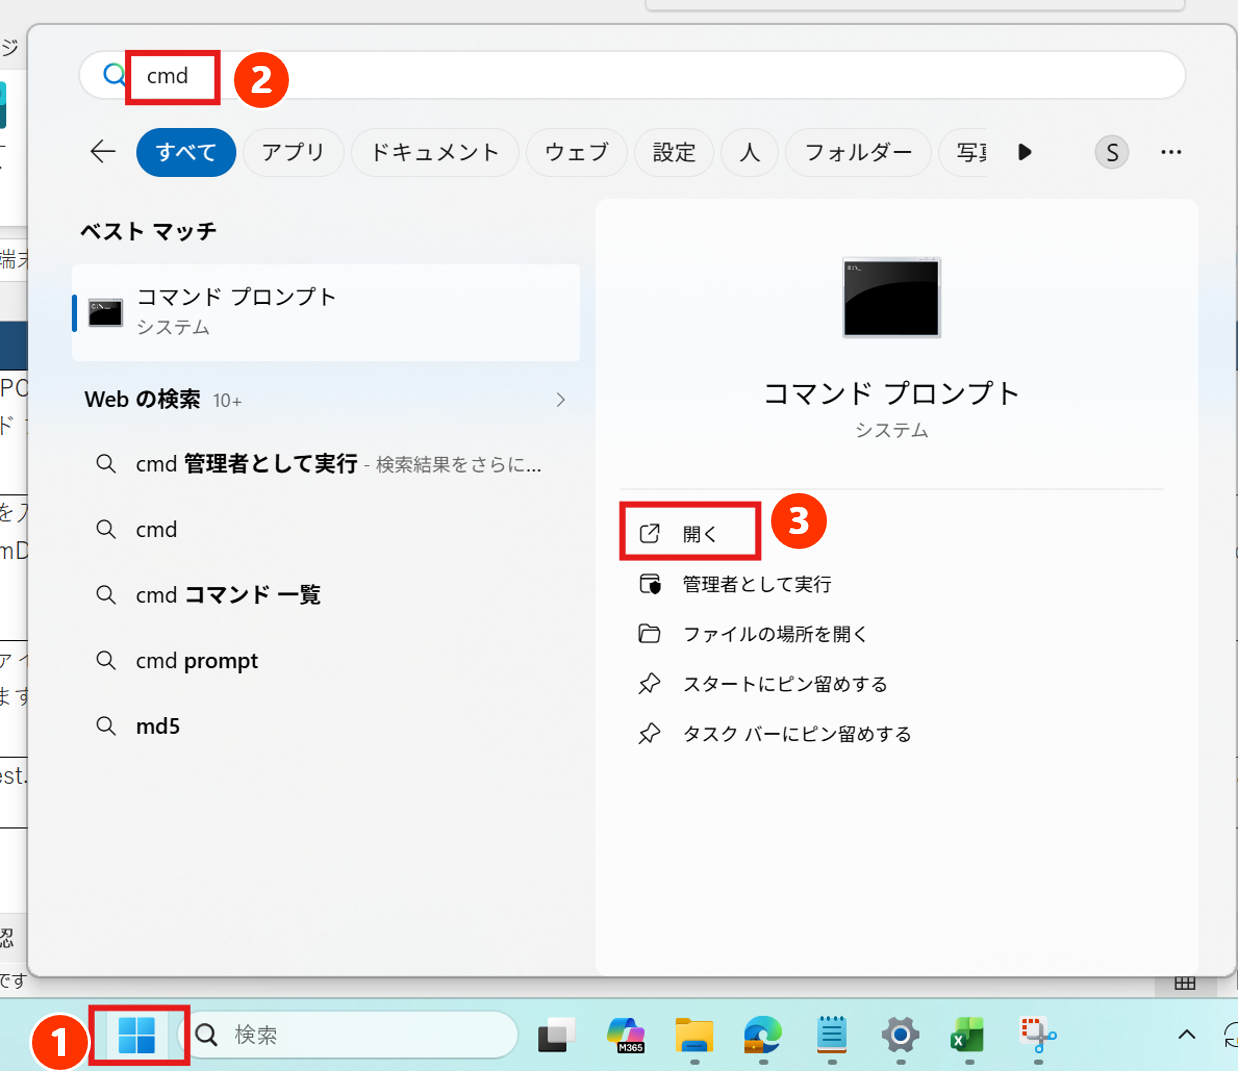 cmd
2
すべて
アプリ
ドキュメント
ウェブ
設定
人
フォルダー
S
ベスト マッチ
コマンド プロンプト
システム
Web の検索 10+
cmd 管理者として実行 - 検索結果をさらに...
cmd
cmd コマンド 一覧
cmd prompt
md5
コマンド プロンプト
システム
開く
3
管理者として実行
ファイルの場所を開く
スタートにピン留めする
タスク バーにピン留めする
です
1
検索
M365